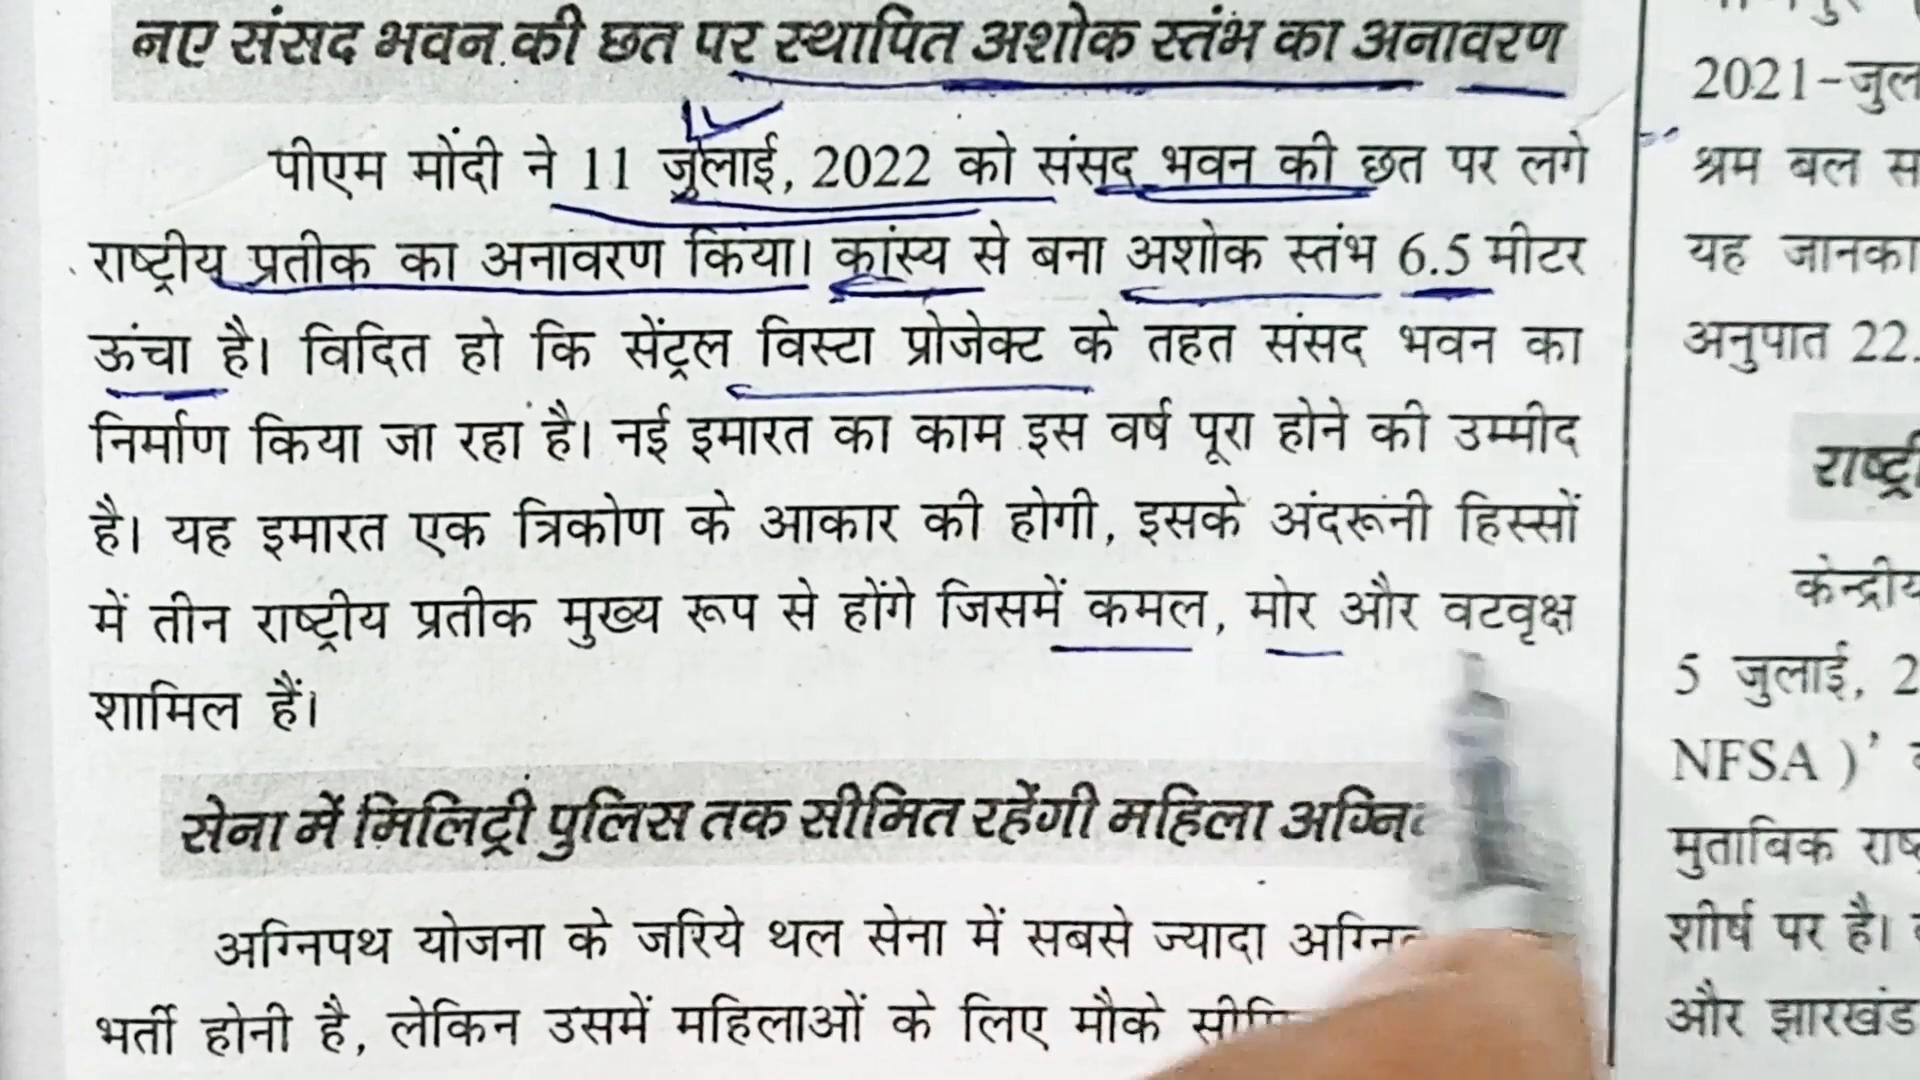 नए संसद भवन की छत पर स्थापित अशोक स्तंभ का अनावरण
पीएम मोदी ने 11 जुलाई, 2022 को संसद भवन की छत पर लगे
राष्ट्रीय प्रतीक का अनावरण किया। कांस्य से बना अशोक स्तंभ 6.5 मीटर
ऊंचा है। विदित हो कि सेंट्रल विस्टा प्रोजेक्ट के तहत संसद भवन का
निर्माण किया जा रहा है। नई इमारत का काम इस वर्ष पूरा होने की उम्मीद
है। यह इमारत एक त्रिकोण के आकार की होगी, इसके अंदरूनी हिस्सों
में तीन राष्ट्रीय प्रतीक मुख्य रूप से होंगे जिसमें कमल, मोर और वटवृक्ष
शामिल हैं।
सेना में मिलिट्री पुलिस तक सीमित रहेंगी महिला
अग्निपथ योजना के जरिये थल सेना में सबसे ज्यादा
भर्ती होनी है, लेकिन उसमें महिलाओं के लिए मौके
2021-जुल
श्रम बल स
यह जानका
अनुपात 22.
राष्ट्री
केन्द्रीय
5 जुलाई, 2
NFSA )'
मुताबिक राष्
शीर्ष पर है।
और झारखंड